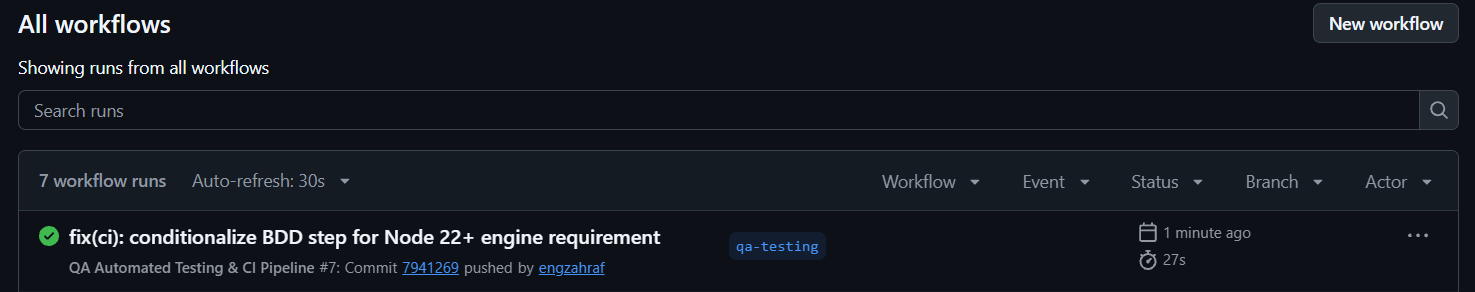 All workflows
New workflow
Showing runs from all workflows
Search runs
7 workflow runs Auto-refresh: 30s Workflow Event Status Branch Actor
fix(ci): conditionalize BDD step for Node 22+ engine requirement
qa-testing
1 minute ago
QA Automated Testing & CI Pipeline #7: Commit 7941269 pushed by engzahraf
27s